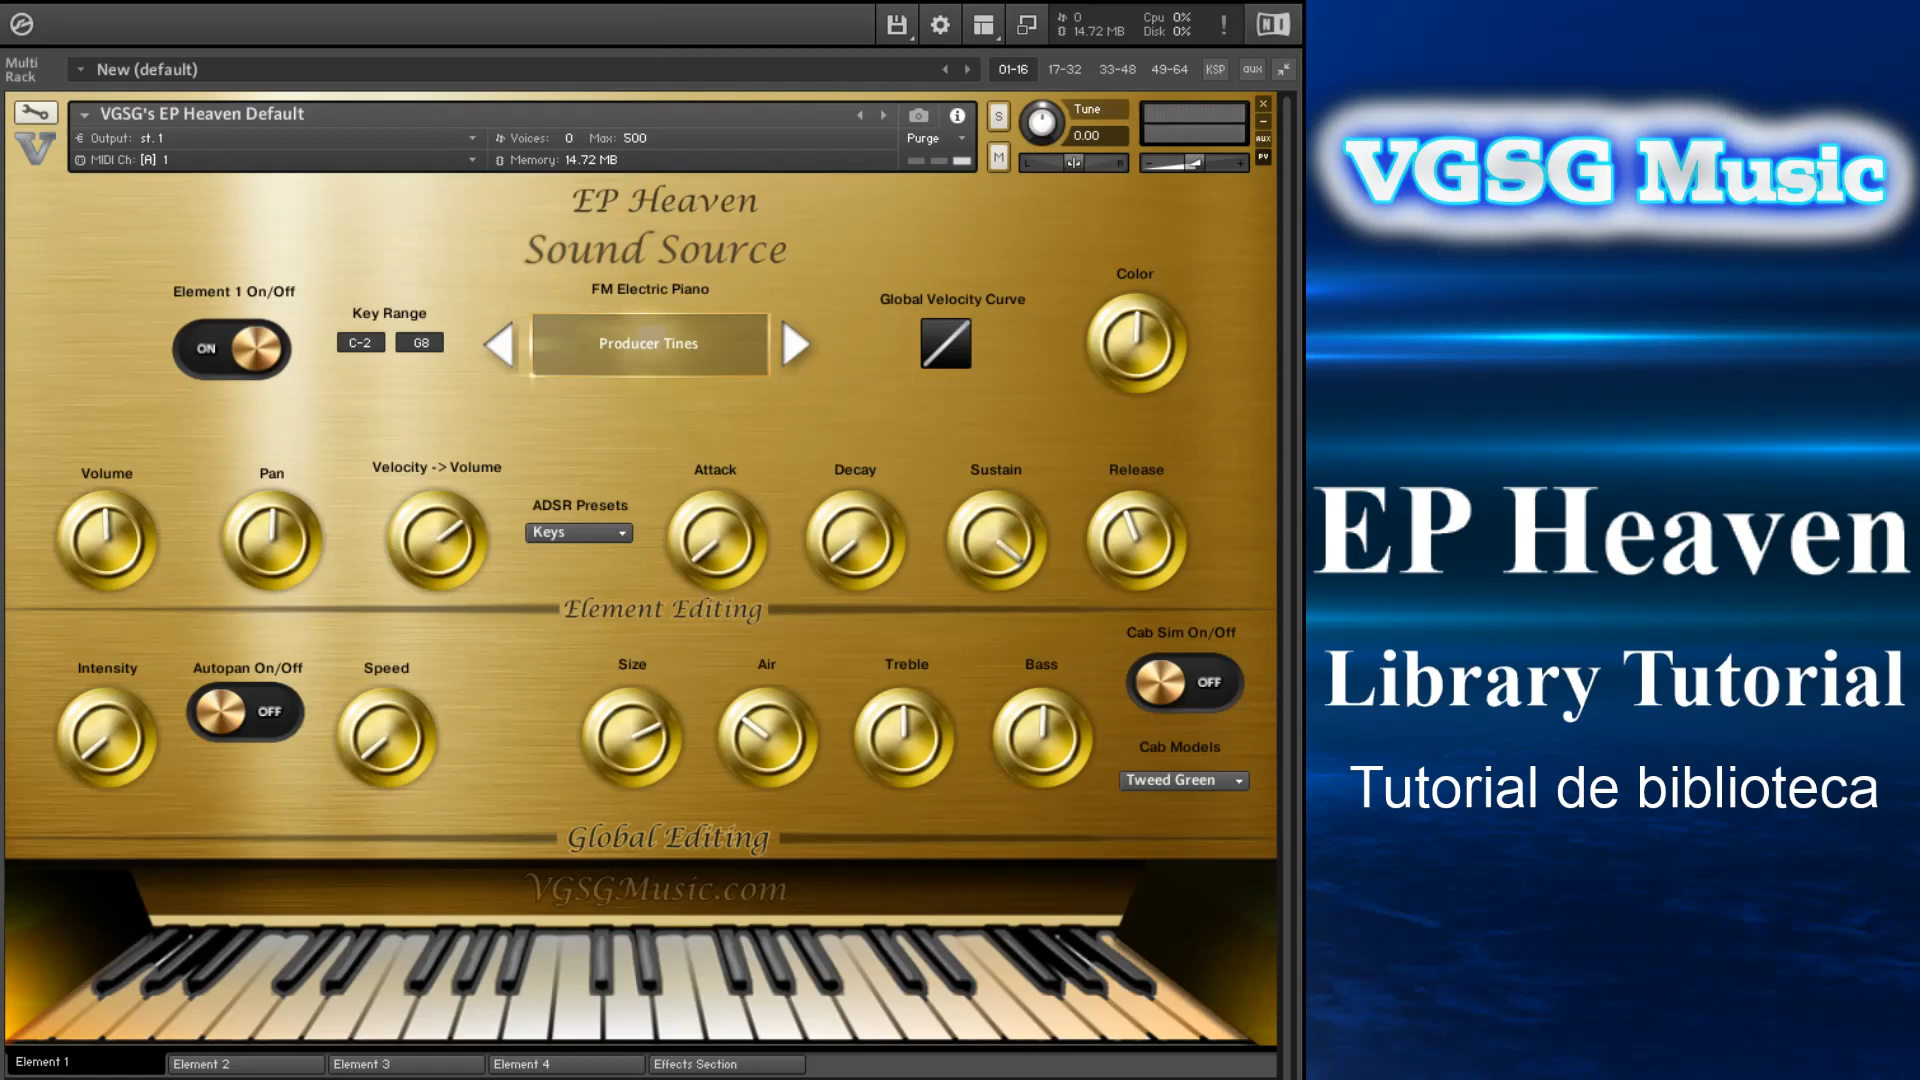 0
14.72 MB
Cpu 0%
Disk 0%
Multi
Rack
New (default)
01-16
17-32
33-48
49-64
KSP
aux
VGSG's EP Heaven Default
Output: st. 1
Voices: 0 Max: 500
Purge
MIDI Ch: [A] 1
Memory: 14.72 MB
S
M
Tune
0.00
L
R
AUX
PV
EP Heaven
Sound Source
Element 1 On/Off
ON
Key Range
C-2
G8
FM Electric Piano
Producer Tines
Global Velocity Curve
Color
Volume
Pan
Velocity -> Volume
ADSR Presets
Keys
Attack
Decay
Sustain
Release
Element Editing
Intensity
Autopan On/Off
OFF
Speed
Size
Air
Treble
Bass
Cab Sim On/Off
OFF
Cab Models
Tweed Green
Global Editing
VGSGMusic.com
Element 1
Element 2
Element 3
Element 4
Effects Section
VGSG Music
EP Heaven
Library Tutorial
Tutorial de biblioteca